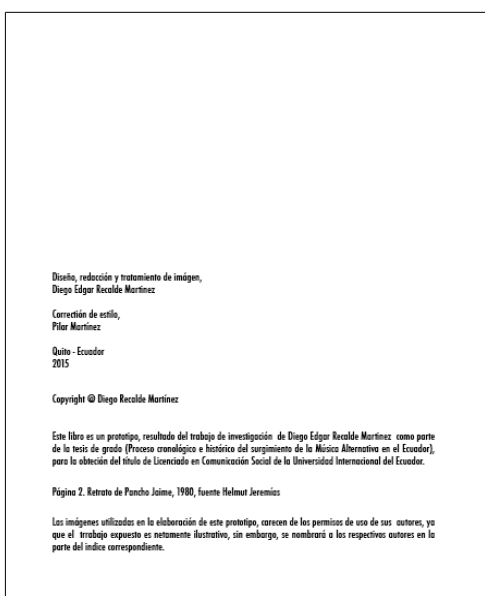 Diseño, redacción y tratamiento de imágen,
Diego Edgar Recalde Martinez
Corrección de estilo,
Pilar Martínez
Quito - Ecuador
2015
Copyright @ Diego Recalde Martinez
Este libro es un prototipo, resultado del trabajo de investigación de Diego Edgar Recalde Martinez como parte
de la tesis de grado (Proceso cronológico e histórico del surgimiento de la Música Alternativa en el Ecuador),
para la obteción del título de Licenciado en Comunicación Social de la Universidad Internacional del Ecuador.
Página 2. Retrato de Pancho Jaime, 1980, fuente Helmut Jeremías
Las imágenes utilizadas en la elaboración de este prototipo, carecen de los permisos de uso de sus autores, ya
que el trrabajo expuesto es netamente ilustrativo, sin embargo, se nombrará a los respectivos autores en la
parte del indice correspondiente.